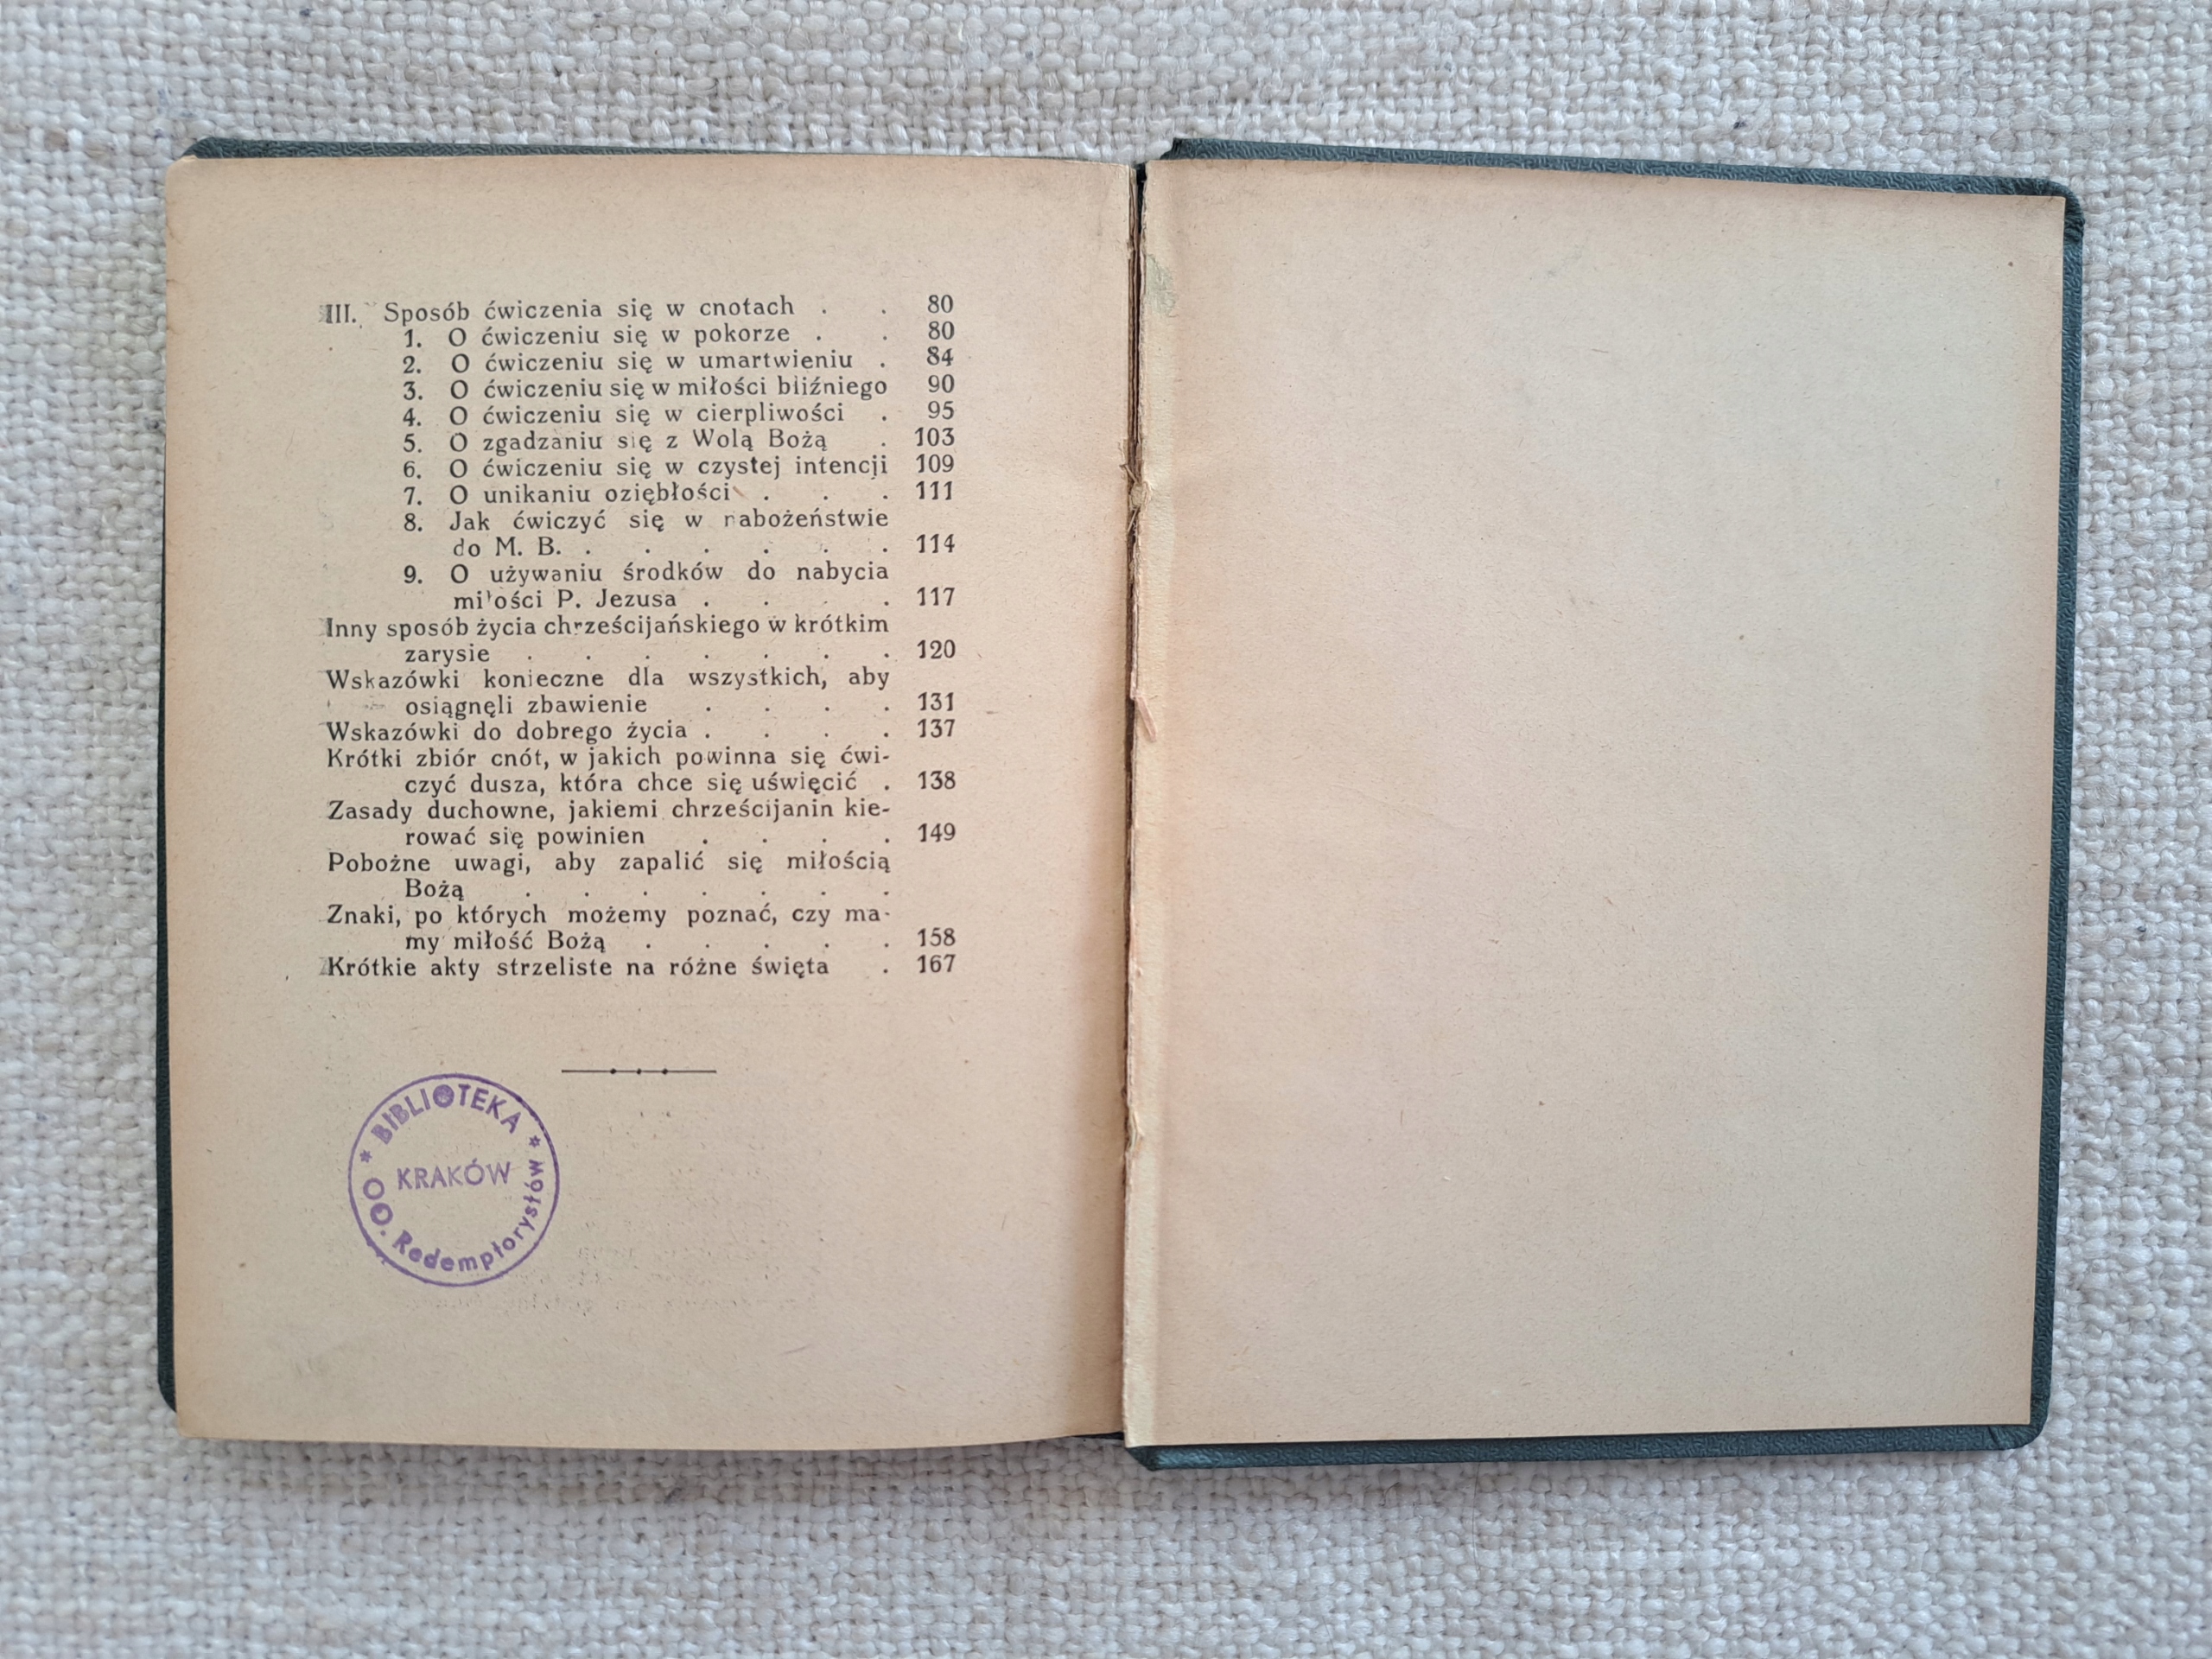 III. Sposób ćwiczenia się w cnotach . . 80
1. O ćwiczeniu się w pokorze . . 80
2. O ćwiczeniu się w umartwieniu . 84
3. O ćwiczeniu się w miłości bliźniego 90
4. O ćwiczeniu się w cierpliwości . 95
5. O zgadzaniu się z Wolą Bożą . 103
6. O ćwiczeniu się w czystej intencji 109
7. O unikaniu oziębłości . . . 111
8. Jak ćwiczyć się w nabożeństwie
do M. B. . . . . . . 114
9. O używaniu środków do nabycia
miłości P. Jezusa . . . . 117
Inny sposób życia chrześcijańskiego w krótkim
zarysie . . . . . . . 120
Wskazówki konieczne dla wszystkich, aby
osiągnęli zbawienie . . . . 131
Wskazówki do dobrego życia . . . . 137
Krótki zbiór cnót, w jakich powinna się ćwi-
czyć dusza, która chce się uświęcić . 138
Zasady duchowne, jakiemi chrześcijanin kie-
rować się powinien . . . . 149
Pobożne uwagi, aby zapalić się miłością
Bożą . . . . . . .
Znaki, po których możemy poznać, czy ma-
my miłość Bożą . . . . . 158
Krótkie akty strzeliste na różne święta . 167
* BIBLIOTEKA *
KRAKÓW
OO. Redemptorystów